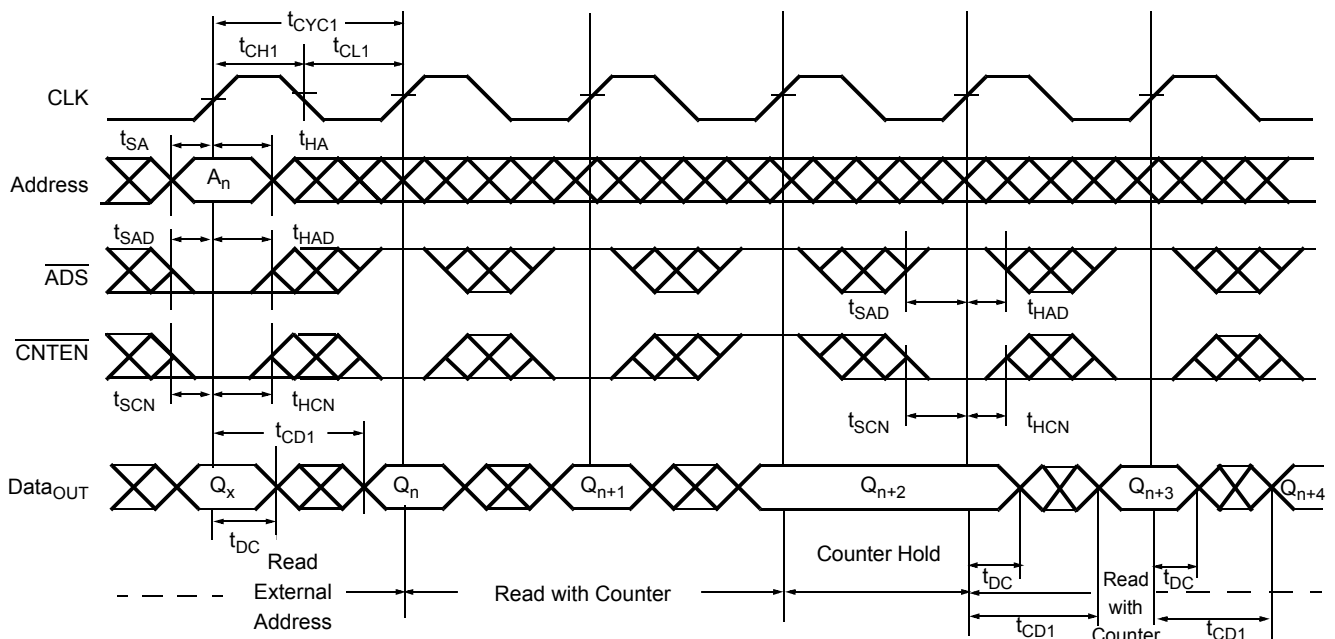 tCYC1
tCH1 tCL1
CLK
tSA tHA
Address An
tSAD tHAD
ADS
tSAD tHAD
CNTEN
tSCN tHCN
tSCN tHCN
tCD1
DataOUT Qx Qn Qn+1 Qn+2 Qn+3 Qn+4
tDC
Read
External
Address
Read with Counter
Counter Hold
tDC
tCD1
Read
with
Counter
tDC
tCD1